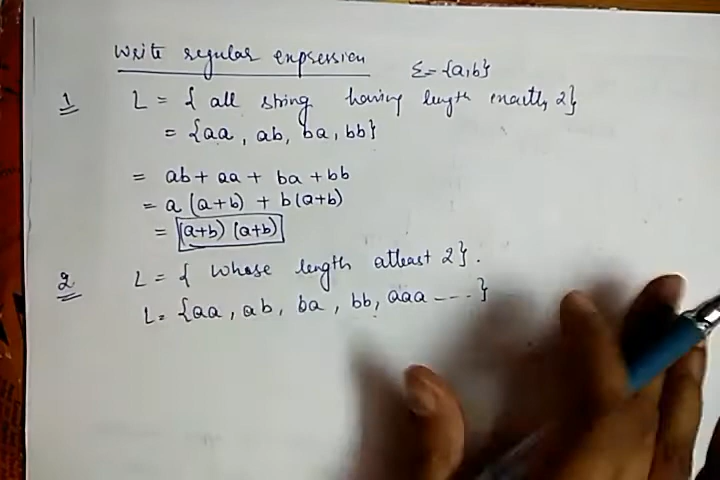 Write regular expression Σ={a,b}
1 L = { all string having length exactly 2}
= {aa, ab, ba, bb}
= ab + aa + ba + bb
= a (a+b) + b(a+b)
= (a+b) (a+b)
2 L = { whose length atleast 2}.
L = {aa, ab, ba, bb, aaa ----}